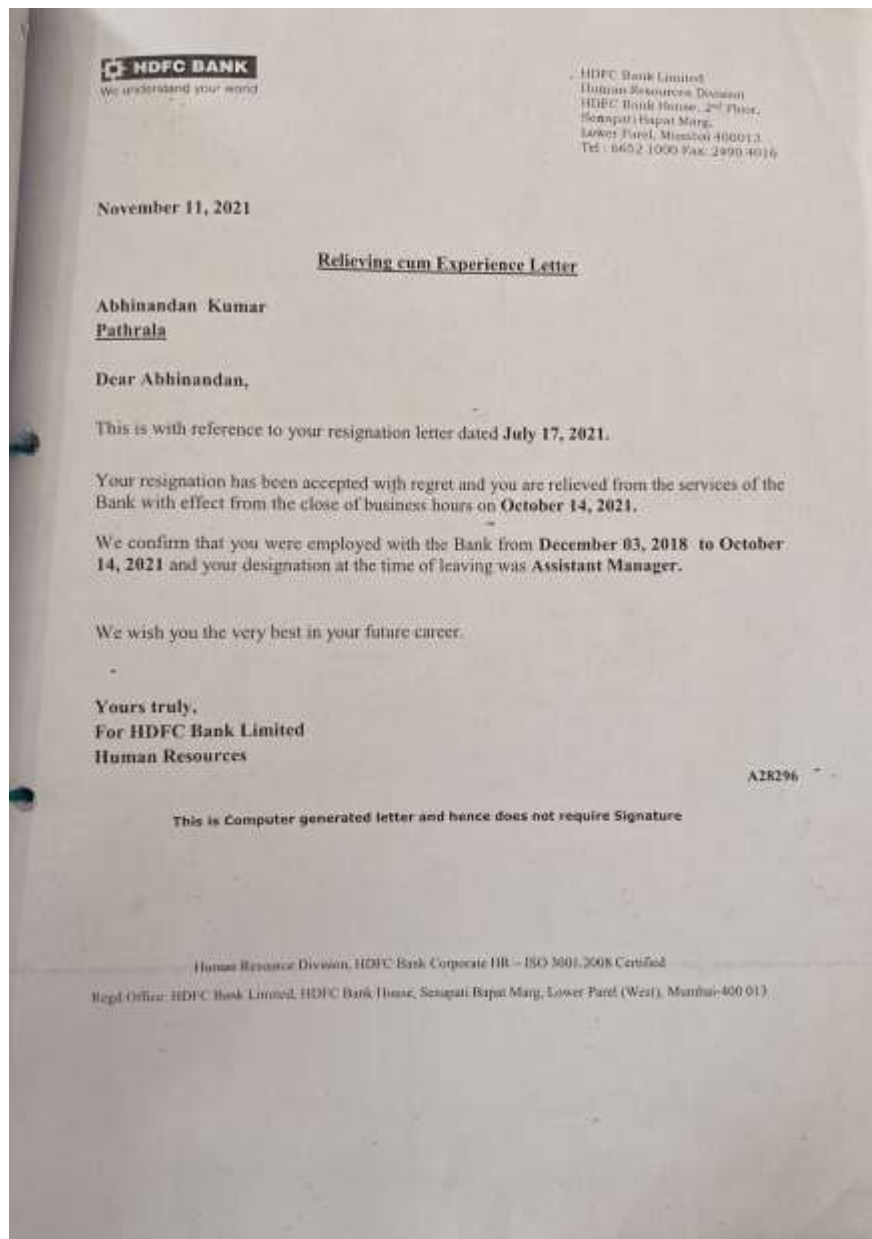 HDFC BANK
We understand your world
HDFC Bank Limited
Human Resources Division
HDFC Bank House, 2nd Floor,
Senapati Bapat Marg,
Lower Parel, Mumbai 400013
Tel : 6652 1000 Fax: 2490 4016
November 11, 2021
Relieving cum Experience Letter
Abhinandan Kumar
Pathrala
Dear Abhinandan,
This is with reference to your resignation letter dated July 17, 2021.
Your resignation has been accepted with regret and you are relieved from the services of the
Bank with effect from the close of business hours on October 14, 2021.
We confirm that you were employed with the Bank from December 03, 2018 to October
14, 2021 and your designation at the time of leaving was Assistant Manager.
We wish you the very best in your future career.
Yours truly,
For HDFC Bank Limited
Human Resources
A28296
This is Computer generated letter and hence does not require Signature
Human Resource Division, HDFC Bank Corporate HR – ISO 9001:2008 Certified
Regd Office: HDFC Bank Limited, HDFC Bank House, Senapati Bapat Marg, Lower Parel (West), Mumbai-400 013